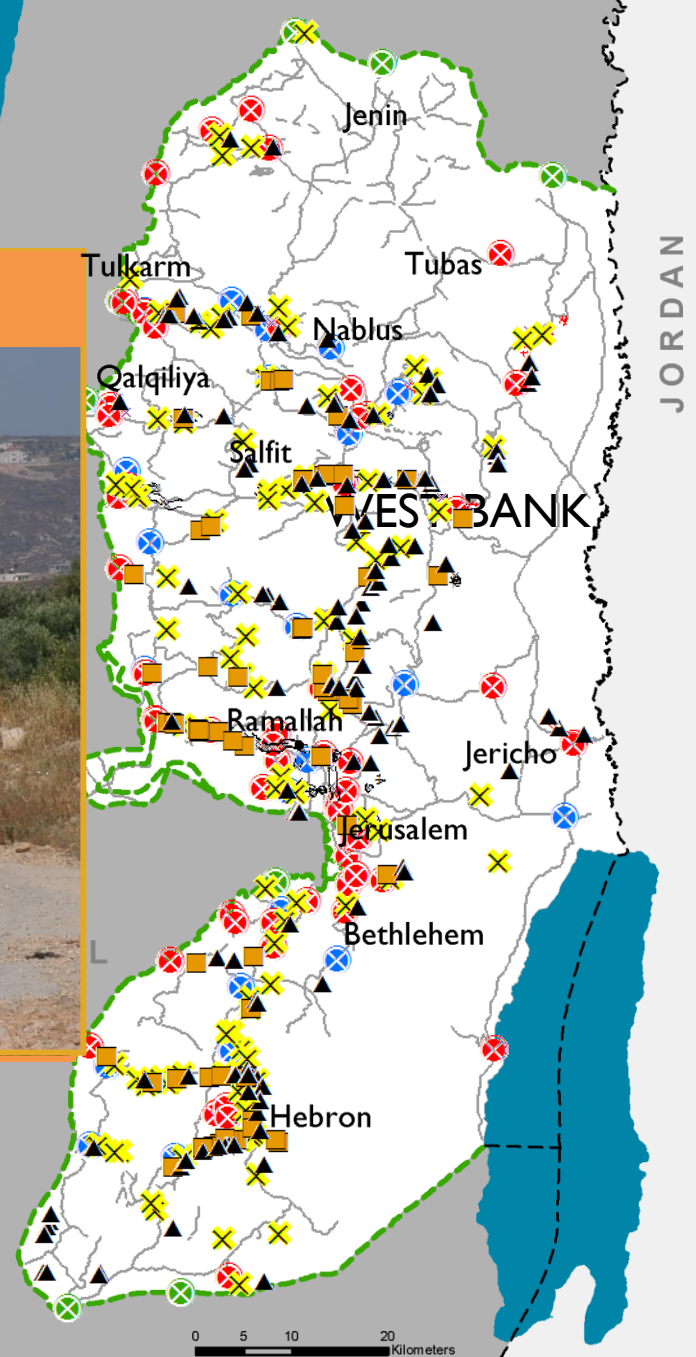 Jenin
JORDAN
Tulkarm
Tubas
Nablus
Qalqiliya
Salfit
WEST BANK
Ramallah
Jericho
Jerusalem
Bethlehem
L
Hebron
0 5 10 20
Kilometers